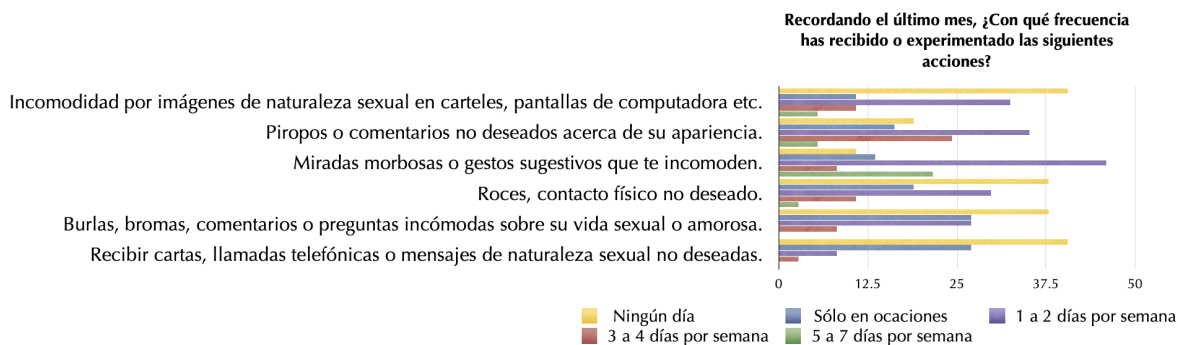 Recordando el último mes, ¿Con qué frecuencia
has recibido o experimentado las siguientes
acciones?
Incomodidad por imágenes de naturaleza sexual en carteles, pantallas de computadora etc.
Piropos o comentarios no deseados acerca de su apariencia.
Miradas morbosas o gestos sugestivos que te incomoden.
Roces, contacto físico no deseado.
Burlas, bromas, comentarios o preguntas incómodas sobre su vida sexual o amorosa.
Recibir cartas, llamadas telefónicas o mensajes de naturaleza sexual no deseadas.
0 12.5 25 37.5 50
Ningún día Sólo en ocaciones 1 a 2 días por semana
3 a 4 días por semana 5 a 7 días por semana